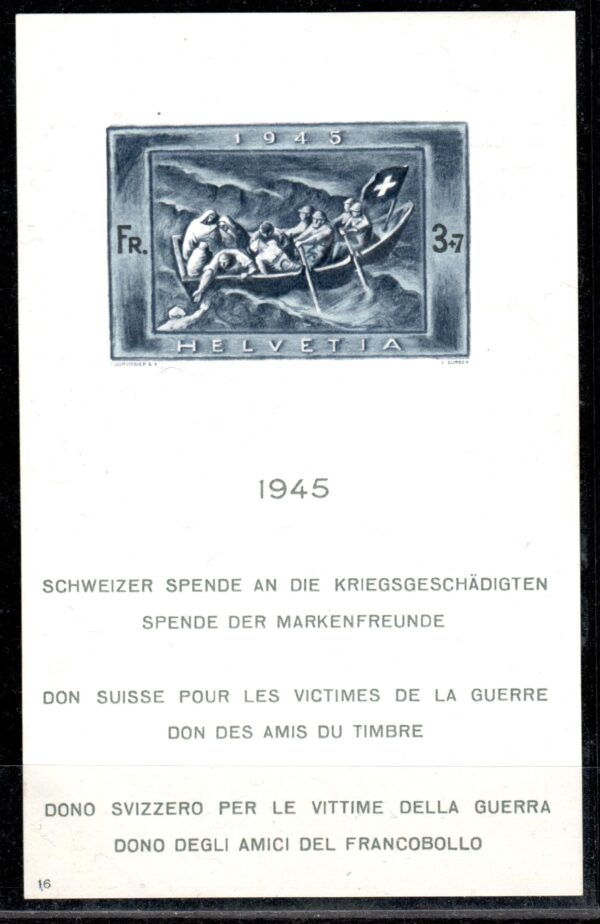 1945
FR. 3+7
HELVETIA
COURVOISIER S.A.
1945
SCHWEIZER SPENDE AN DIE KRIEGSGESCHÄDIGTEN
SPENDE DER MARKENFREUNDE
DON SUISSE POUR LES VICTIMES DE LA GUERRE
DON DES AMIS DU TIMBRE
DONO SVIZZERO PER LE VITTIME DELLA GUERRA
DONO DEGLI AMICI DEL FRANCOBOLLO
16